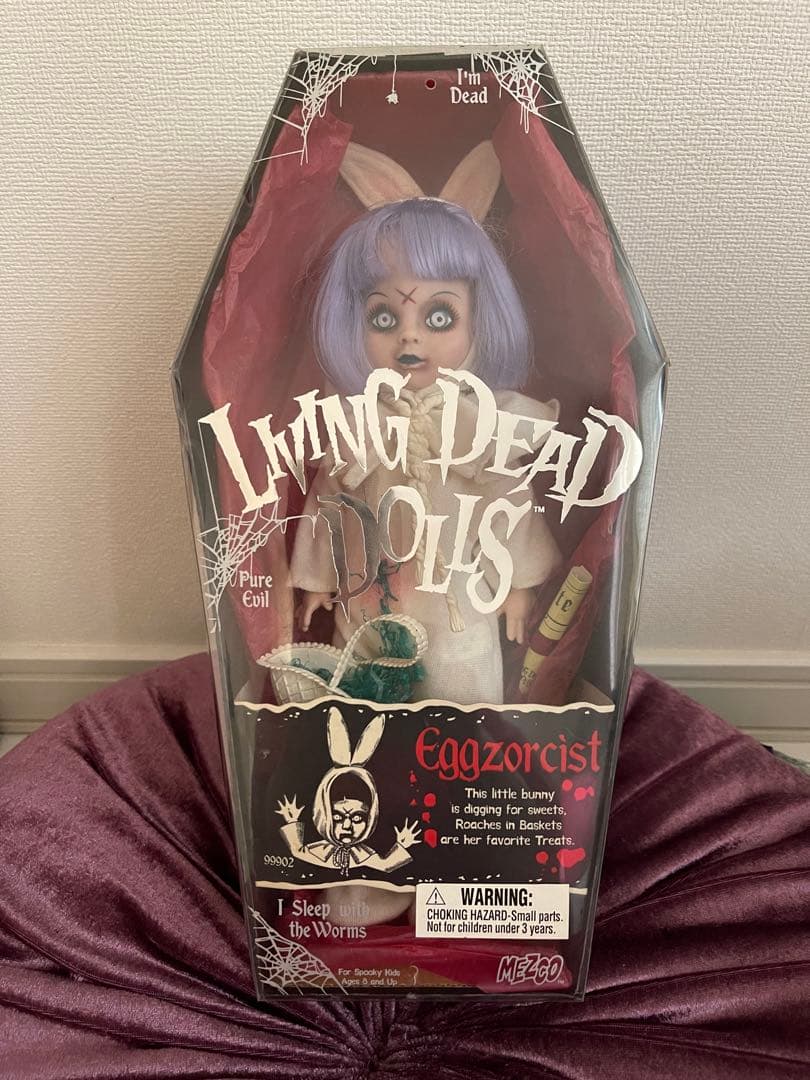 I'm
Dead
LIVING DEAD
DOLLS™
Pure
Evil
Eggzorcist
This little bunny
is digging for sweets,
Roaches in Baskets
are her favorite Treats.
99902
I Sleep with
the Worms
WARNING:
CHOKING HAZARD-Small parts.
Not for children under 3 years.
For Spooky Kids
Ages 8 and Up
MEZCO